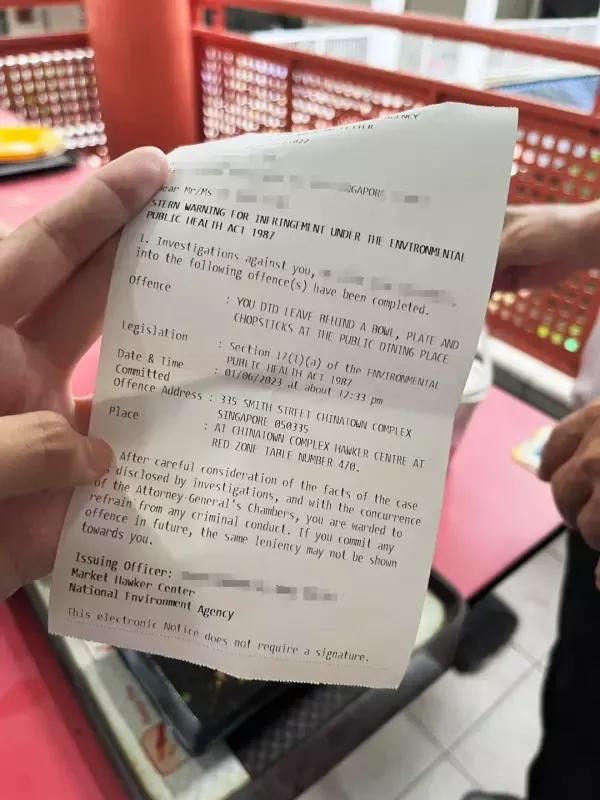 Dear Mr/Ms
SINGAPORE
STERN WARNING FOR INFRINGEMENT UNDER THE ENVIRONMENTAL
PUBLIC HEALTH ACT 1987
1. Investigations against you,
into the following offence(s) have been completed.
Offence : YOU DID LEAVE BEHIND A BOWL, PLATE AND
CHOPSTICKS AT THE PUBLIC DINING PLACE
Legislation : Section 17(1)(a) of the ENVIRONMENTAL
PUBLIC HEALTH ACT 1987
Date & Time : 01/06/2023 at about 12:33 pm
Committed
Offence Address : 335 SMITH STREET CHINATOWN COMPLEX
SINGAPORE 050335
Place : AT CHINATOWN COMPLEX HAWKER CENTRE AT
RED ZONE TABLE NUMBER 470.
After careful consideration of the facts of the case
disclosed by investigations, and with the concurrence
of the Attorney-General's Chambers, you are warded to
refrain from any criminal conduct. If you commit any
offence in future, the same leniency may not be shown
towards you.
Issuing Officer:
Market Hawker Center
National Environment Agency
This electronic Notice does not require a signature.